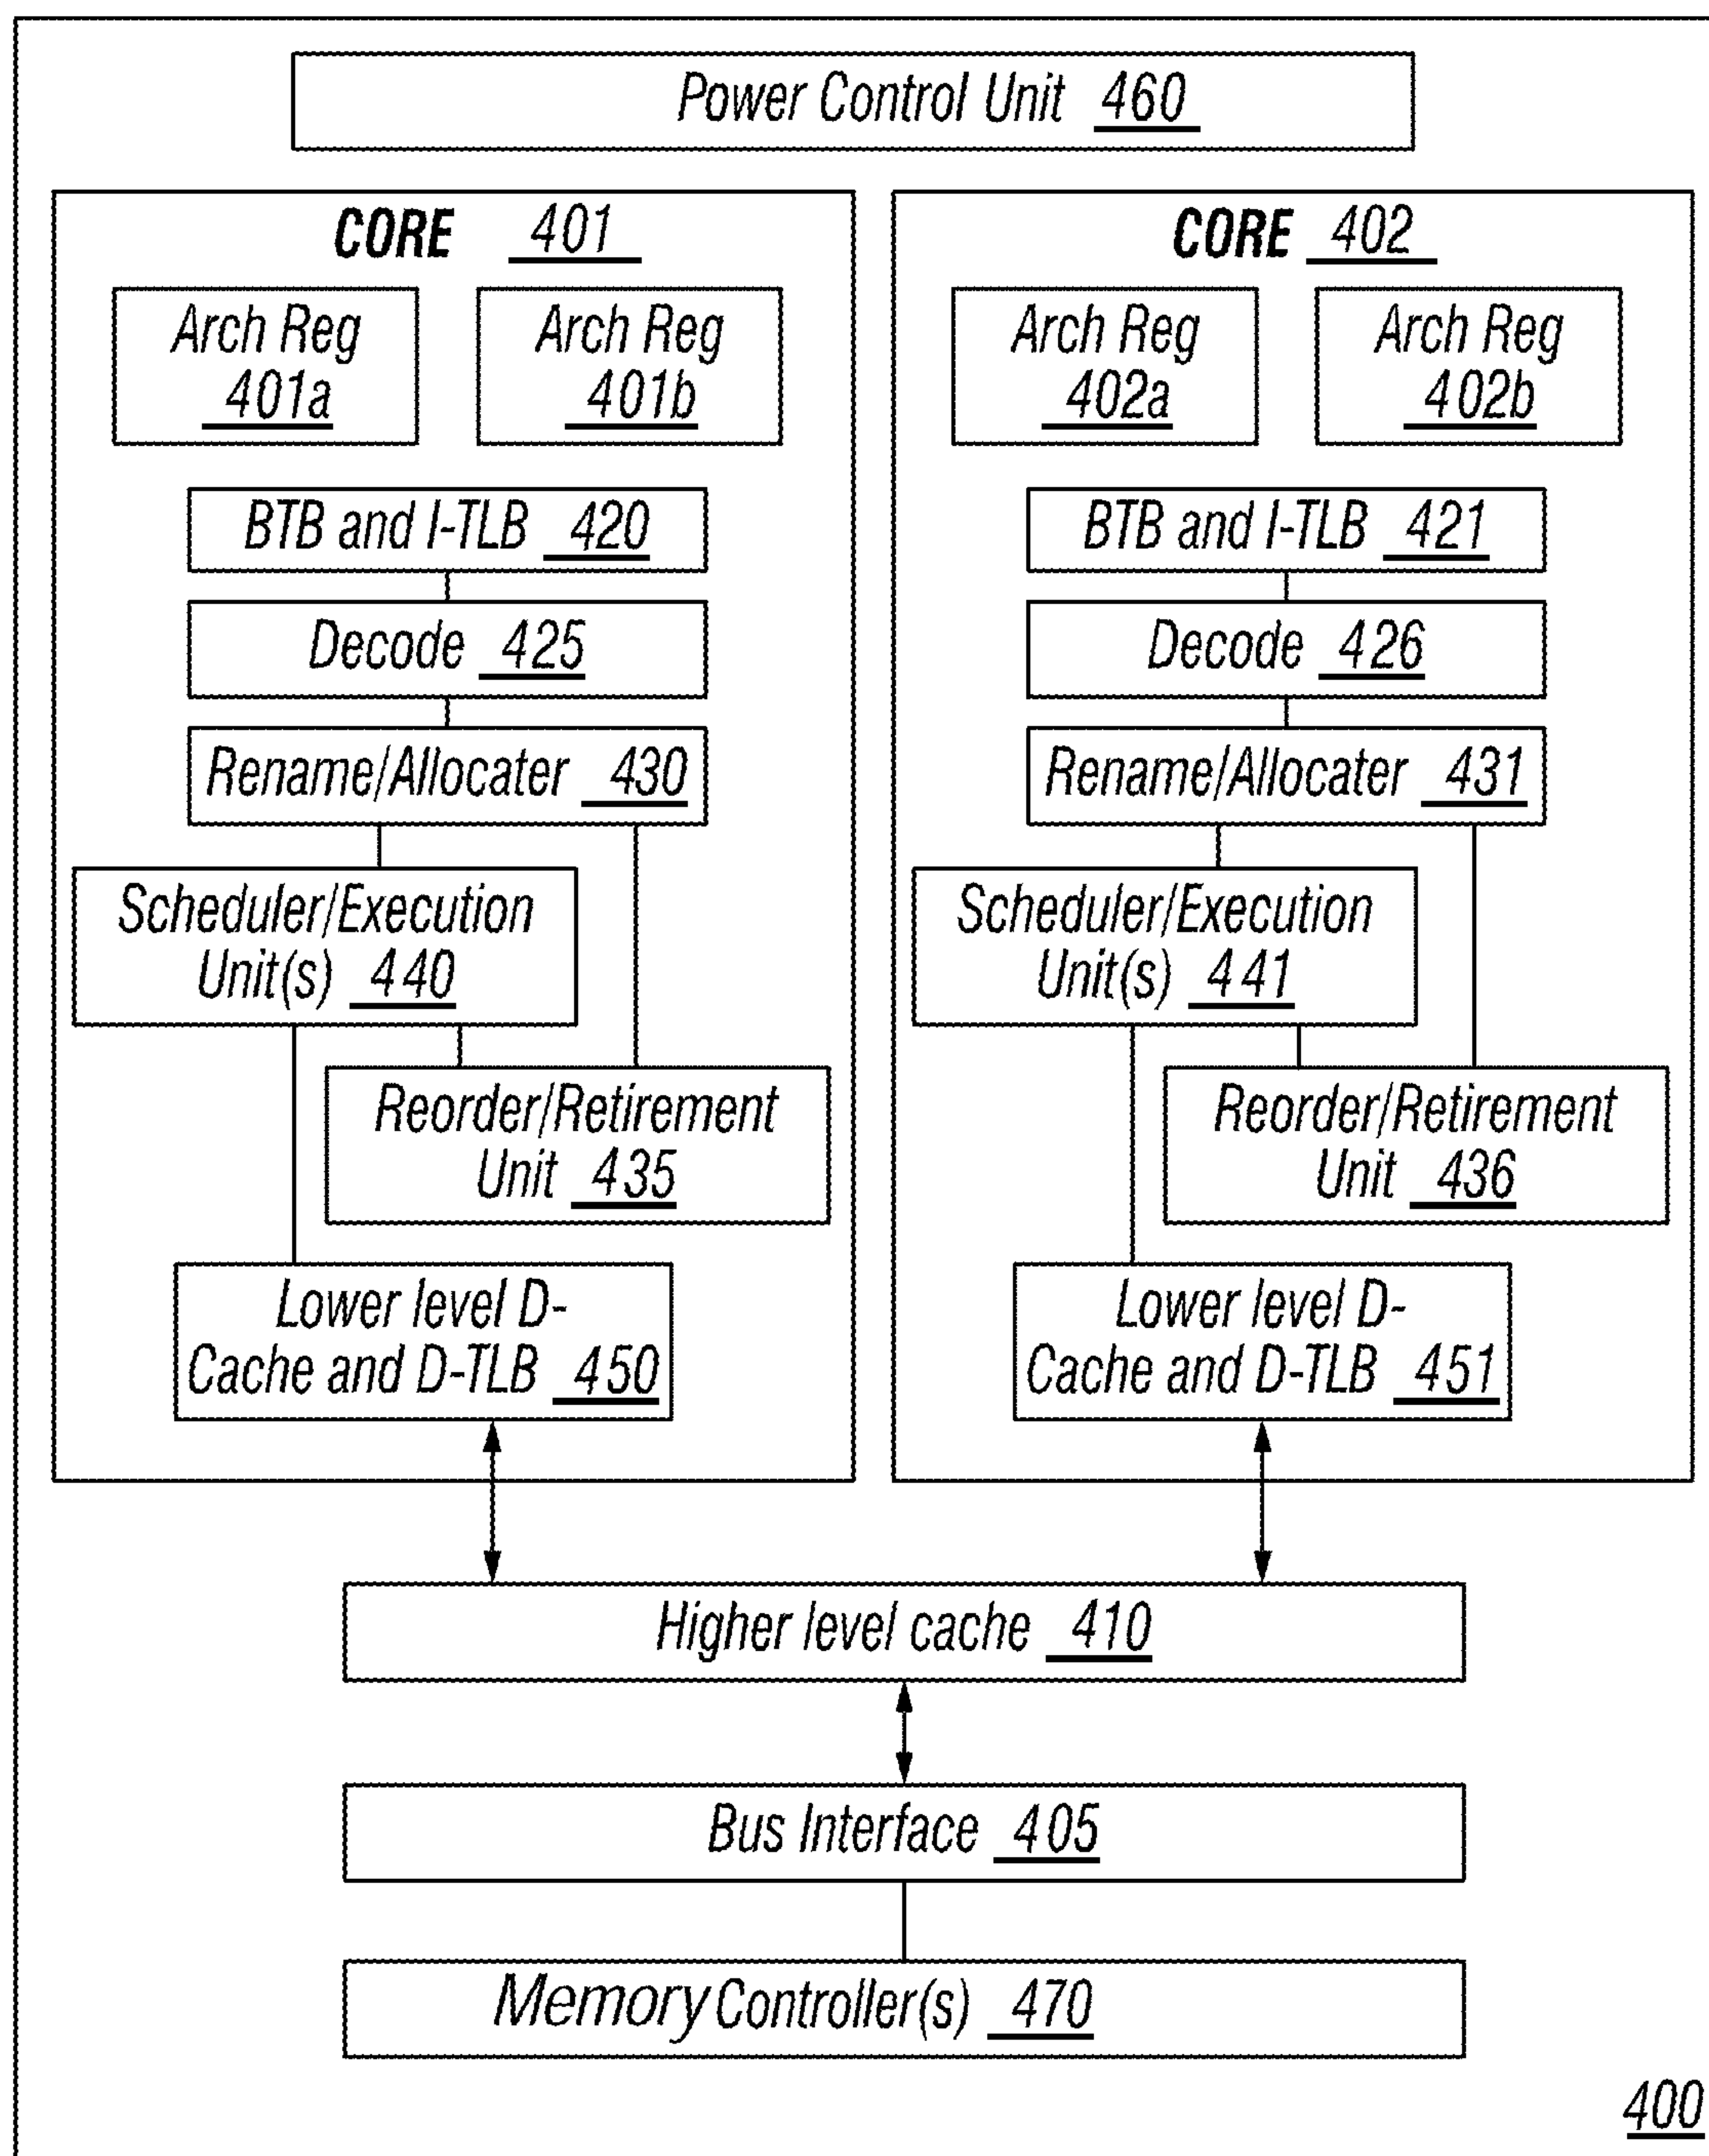 Power Control Unit 460
CORE 401
Arch Reg
401a
Arch Reg
401b
BTB and I-TLB 420
Decode 425
Rename/Allocater 430
Scheduler/Execution
Unit(s) 440
Reorder/Retirement
Unit 435
Lower level D-
Cache and D-TLB 450
CORE 402
Arch Reg
402a
Arch Reg
402b
BTB and I-TLB 421
Decode 426
Rename/Allocater 431
Scheduler/Execution
Unit(s) 441
Reorder/Retirement
Unit 436
Lower level D-
Cache and D-TLB 451
Higher level cache 410
Bus Interface 405
Memory Controller(s) 470
400